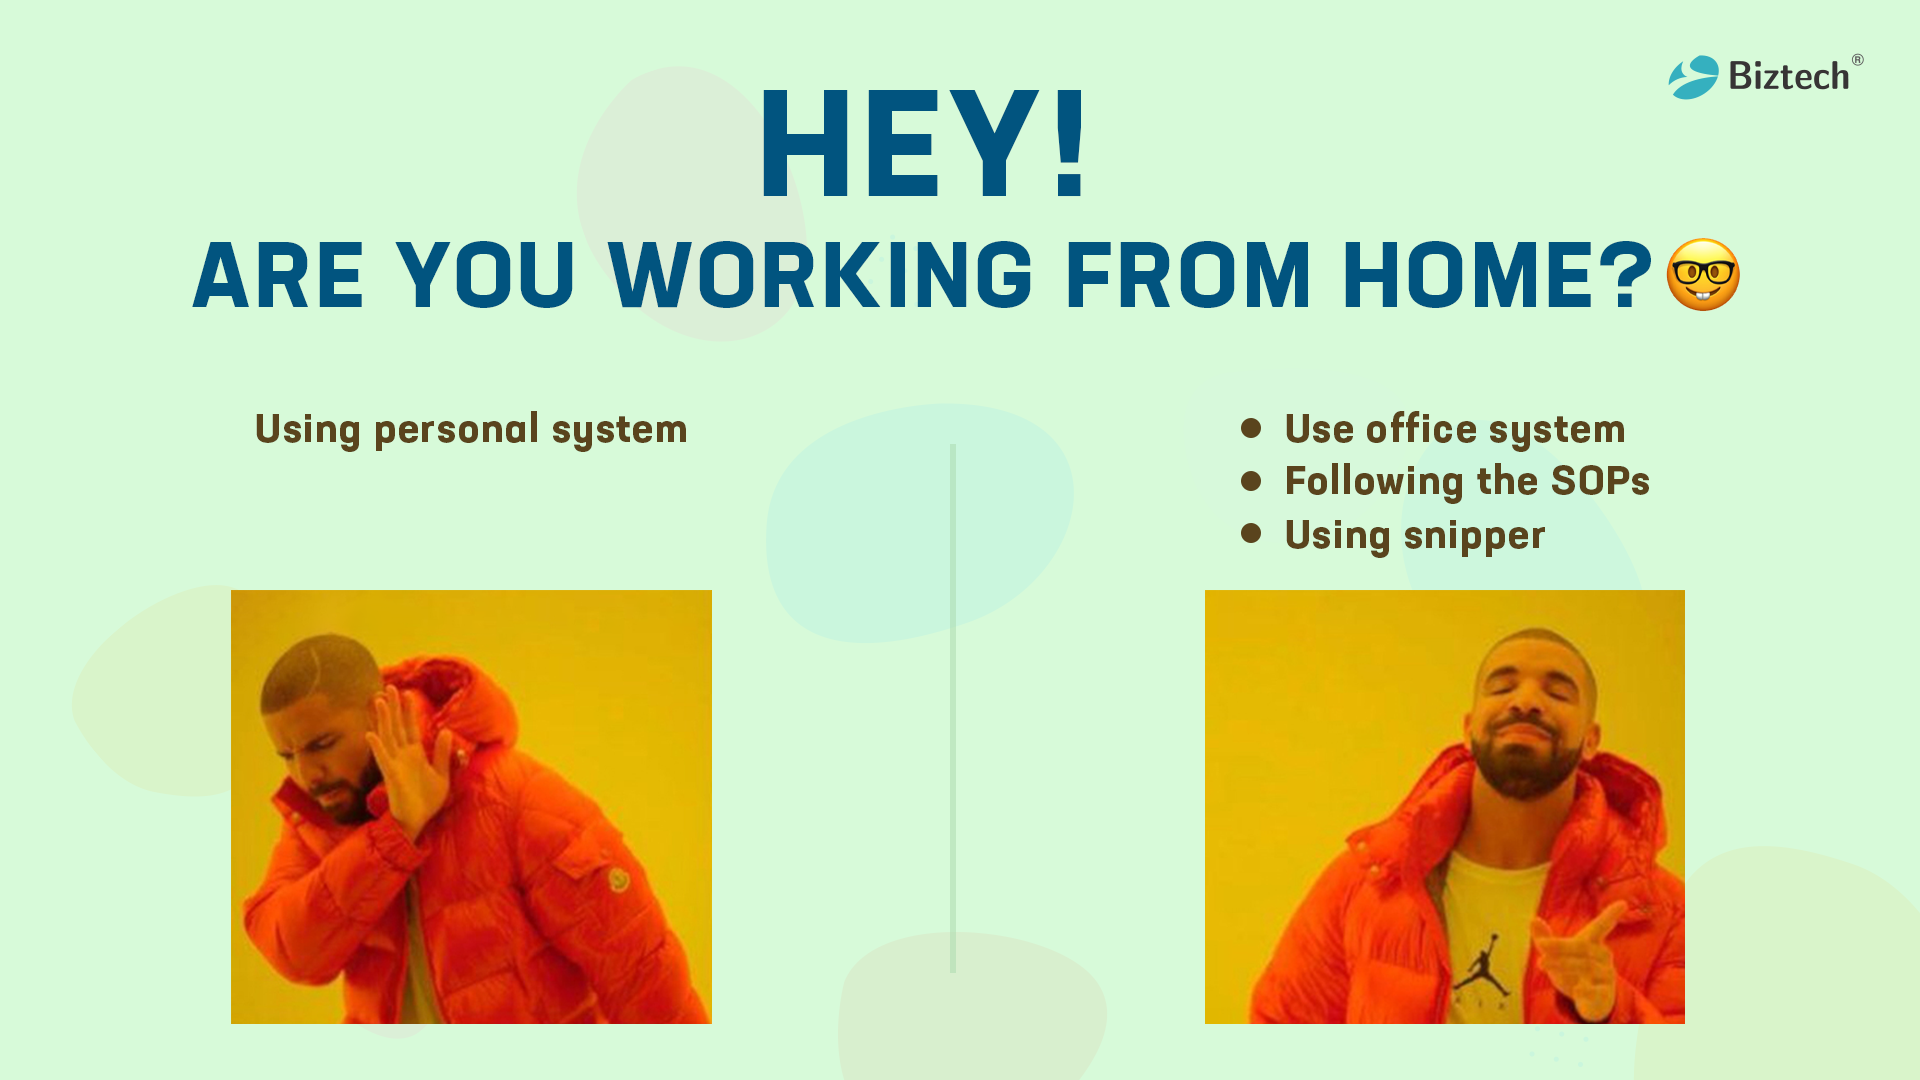 Biztech®
HEY!
ARE YOU WORKING FROM HOME?🤓
Using personal system
● Use office system
● Following the SOPs
● Using snipper